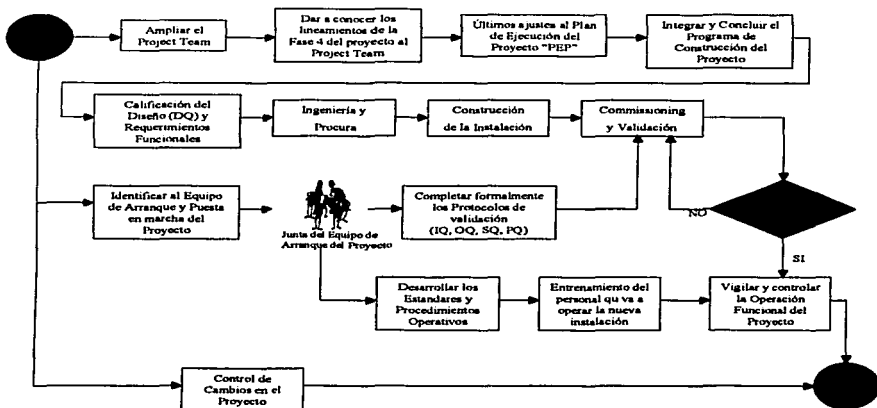 Ampliar el
Project Team
Dar a conocer los
lineamientos de la
Fase 4 del proyecto al
Project Team
Últimos ajustes al Plan
de Ejecución del
Proyecto "PEP"
Integrar y Concluir el
Programa de
Construcción del
Proyecto
Calificación del
Diseño (DQ) y
Requerimientos
Funcionales
Ingeniería y
Procura
Construcción
de la Instalación
Commissioning
y Validación
Identificar al Equipo
de Arranque y Puesta
en marcha del
Proyecto
Junta del Equipo de
Arranque del Proyecto
Completar formalmente
los Protocolos de
validación
(IQ, OQ, SQ, PQ)
NO
SI
Desarrollar los
Estandares y
Procedimientos
Operativos
Entrenamiento del
personal qu va a
operar la nueva
instalación
Vigilar y controlar
la Operación
Funcional del
Proyecto
Control de
Cambios en el
Proyecto